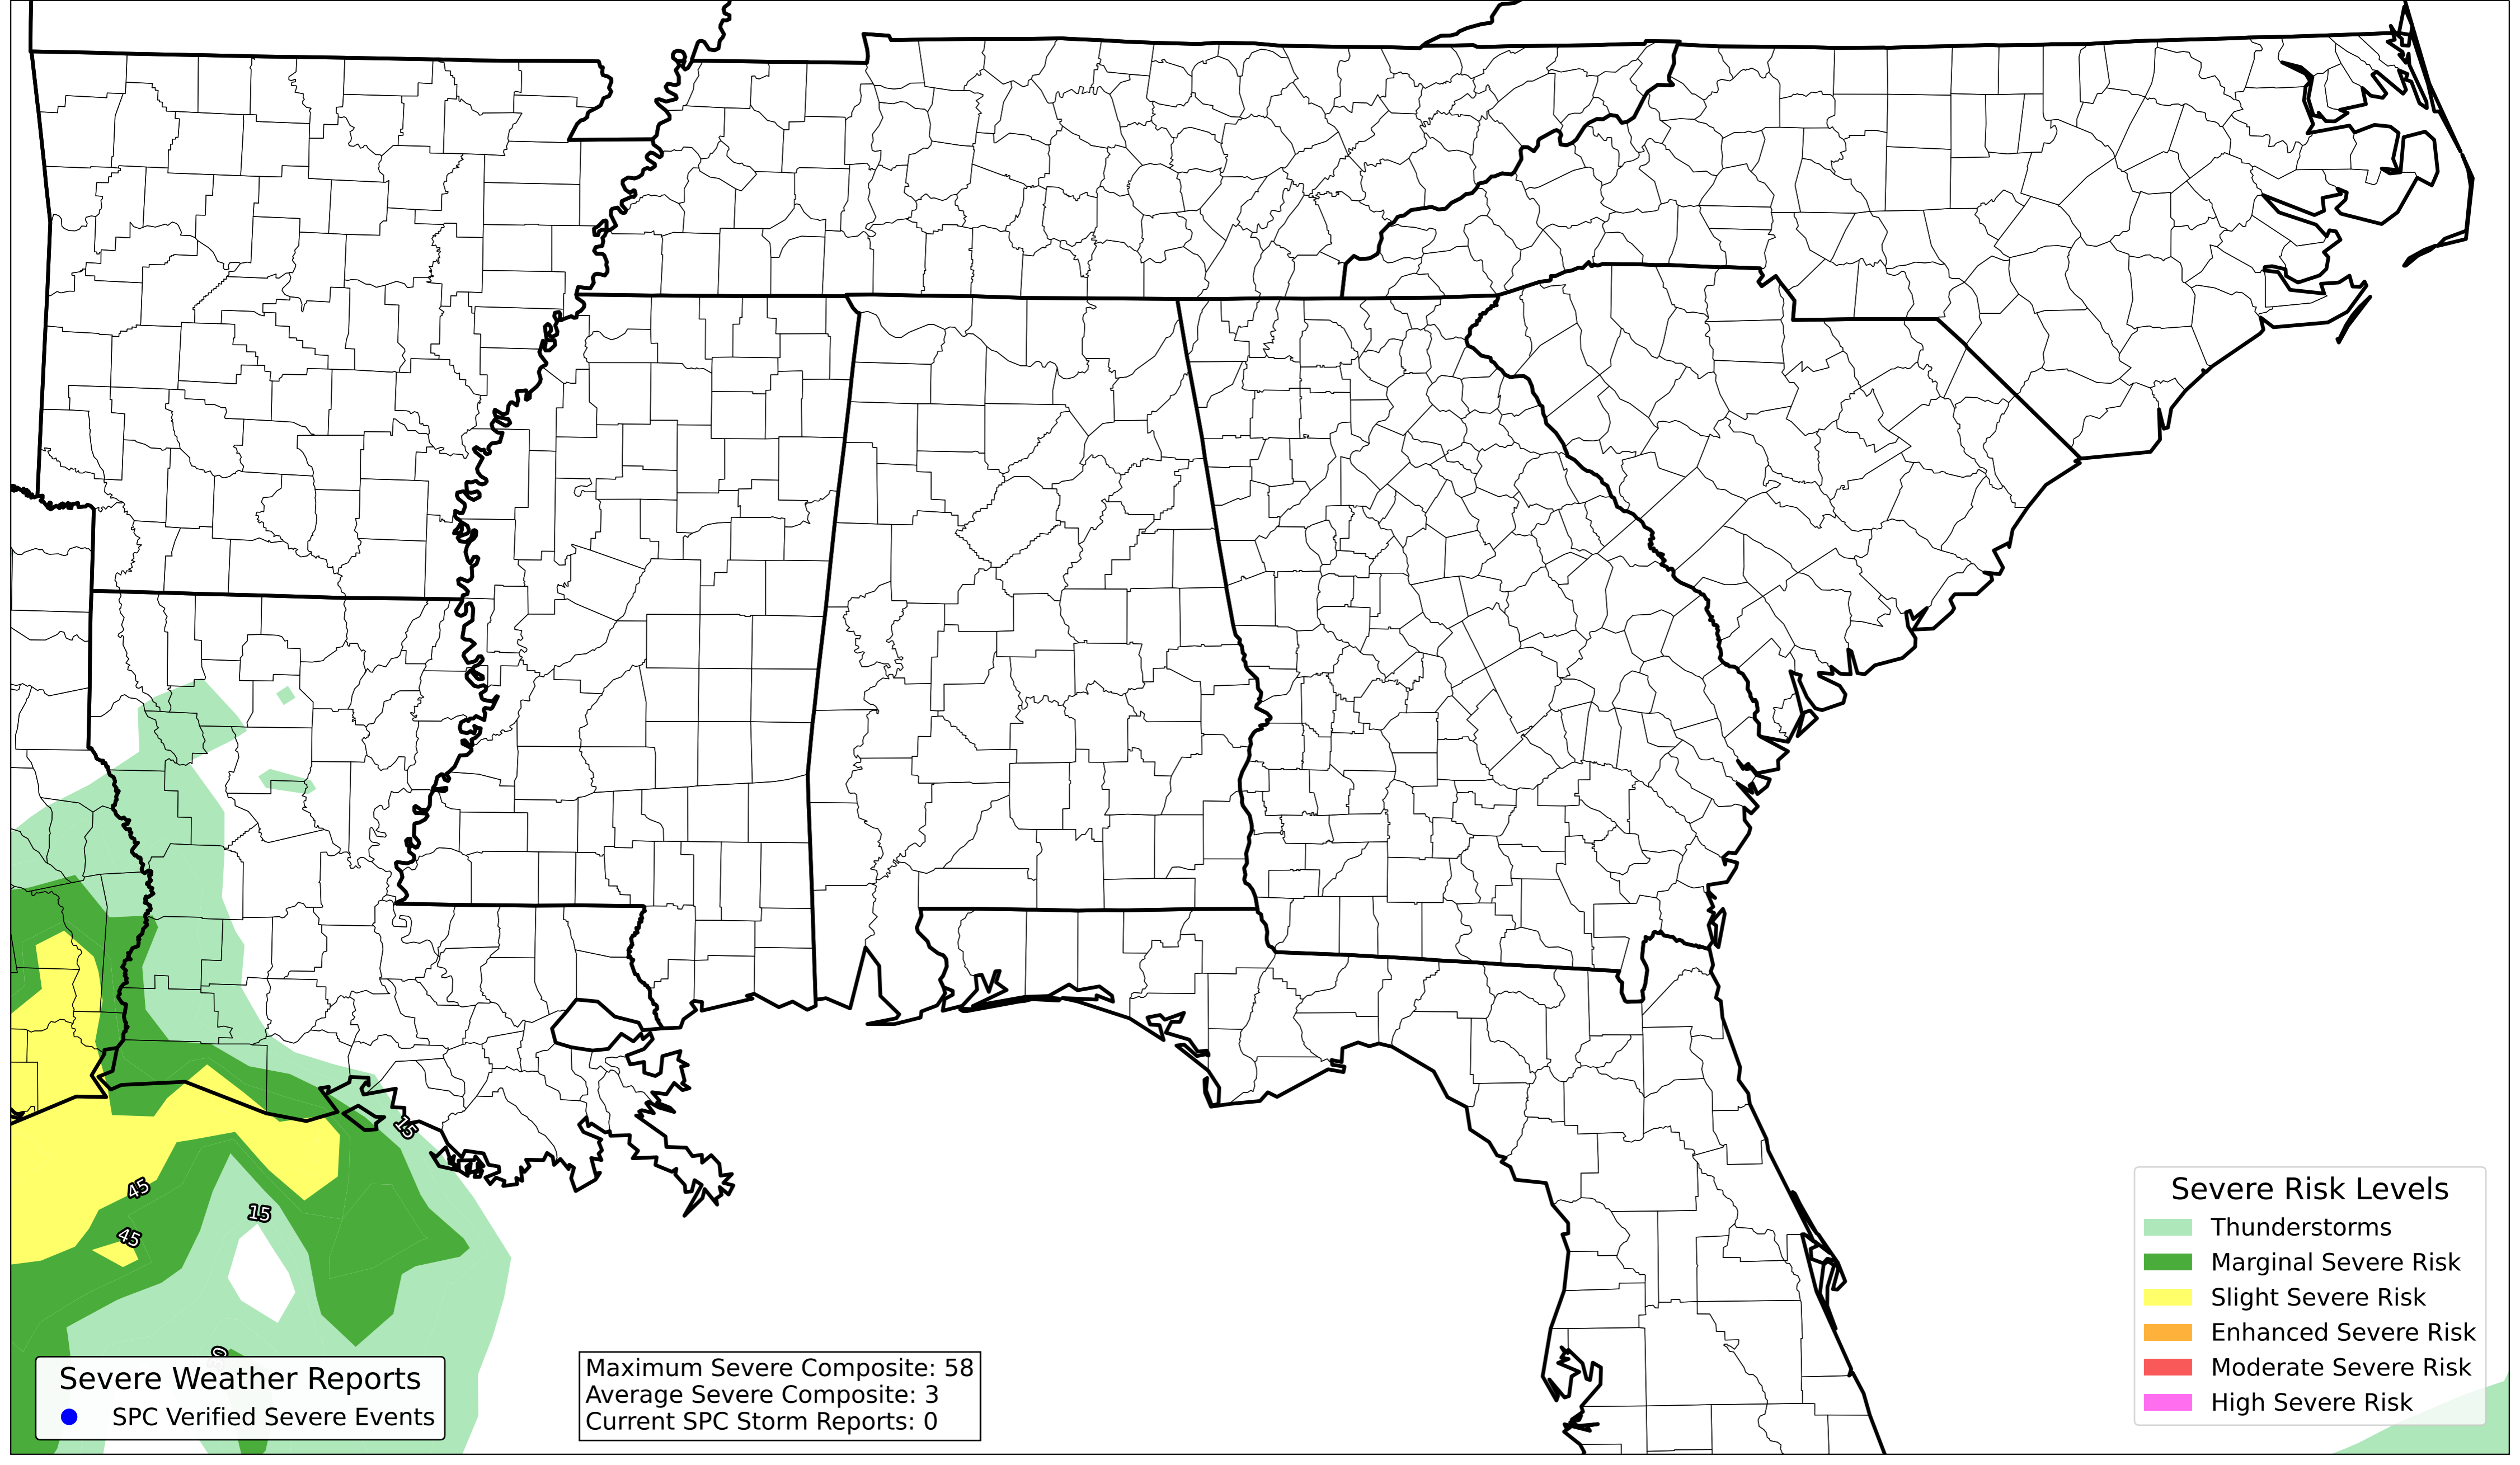 15
45
15
45
Severe Weather Reports
SPC Verified Severe Events
Maximum Severe Composite: 58
Average Severe Composite: 3
Current SPC Storm Reports: 0
Severe Risk Levels
Thunderstorms
Marginal Severe Risk
Slight Severe Risk
Enhanced Severe Risk
Moderate Severe Risk
High Severe Risk